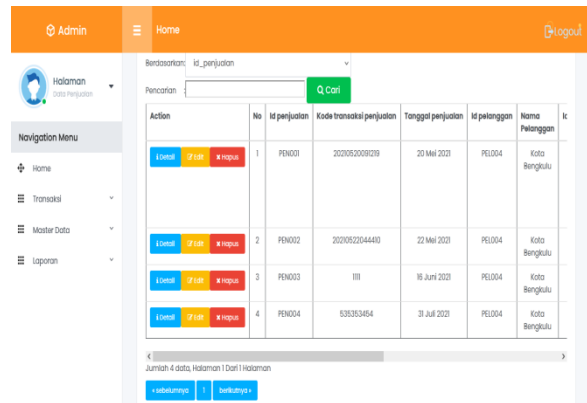 Admin
Home
Logout
Halaman
Data Penjualan
Navigation Menu
Home
Transaksi
Master Data
Laporan
Berdasarkan: id_penjualan
Pencarian :
Cari
Action No Id penjualan Kode transaksi penjualan Tanggal penjualan Id pelanggan Nama Pelanggan
Detail Edit Hapus 1 PEN001 20210520091219 20 Mei 2021 PEL004 Kota Bengkulu
Detail Edit Hapus 2 PEN002 20210522044410 22 Mei 2021 PEL004 Kota Bengkulu
Detail Edit Hapus 3 PEN003 1111 16 Juni 2021 PEL004 Kota Bengkulu
Detail Edit Hapus 4 PEN004 535353454 31 Juli 2021 PEL004 Kota Bengkulu
Jumlah 4 data, Halaman 1 Dari 1 Halaman
« sebelumnya 1 berikutnya »